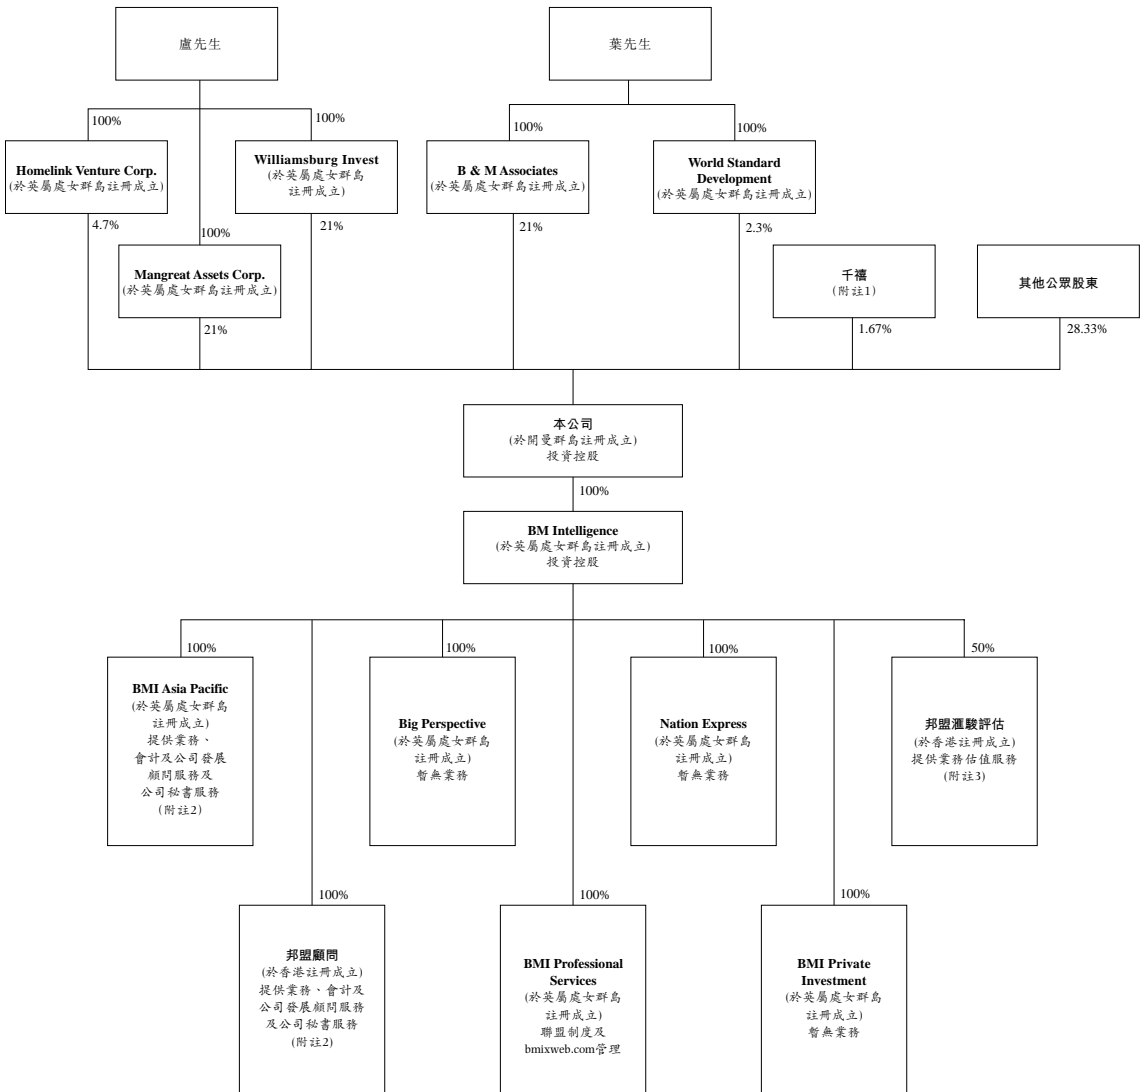 盧先生
葉先生
100%
100%
100%
100%
Homelink Venture Corp.
(於英屬處女群島註冊成立)
Williamsburg Invest
(於英屬處女群島
註冊成立)
B & M Associates
(於英屬處女群島註冊成立)
World Standard
Development
(於英屬處女群島註冊成立)
4.7%
100%
21%
21%
2.3%
Mangreat Assets Corp.
(於英屬處女群島註冊成立)
千禧
(附註1)
其他公眾股東
21%
1.67%
28.33%
本公司
(於開曼群島註冊成立)
投資控股
100%
BM Intelligence
(於英屬處女群島註冊成立)
投資控股
100%
100%
100%
50%
BMI Asia Pacific
(於英屬處女群島
註冊成立)
提供業務、
會計及公司發展
顧問服務及
公司秘書服務
(附註2)
Big Perspective
(於英屬處女群島
註冊成立)
暫無業務
Nation Express
(於英屬處女群島
註冊成立)
暫無業務
邦盟滙駿評估
(於香港註冊成立)
提供業務估值服務
(附註3)
100%
100%
100%
邦盟顧問
(於香港註冊成立)
提供業務、會計及
公司發展顧問服務
及公司秘書服務
(附註2)
BMI Professional
Services
(於英屬處女群島
註冊成立)
聯盟制度及
bmixweb.com管理
BMI Private
Investment
(於英屬處女群島
註冊成立)
暫無業務